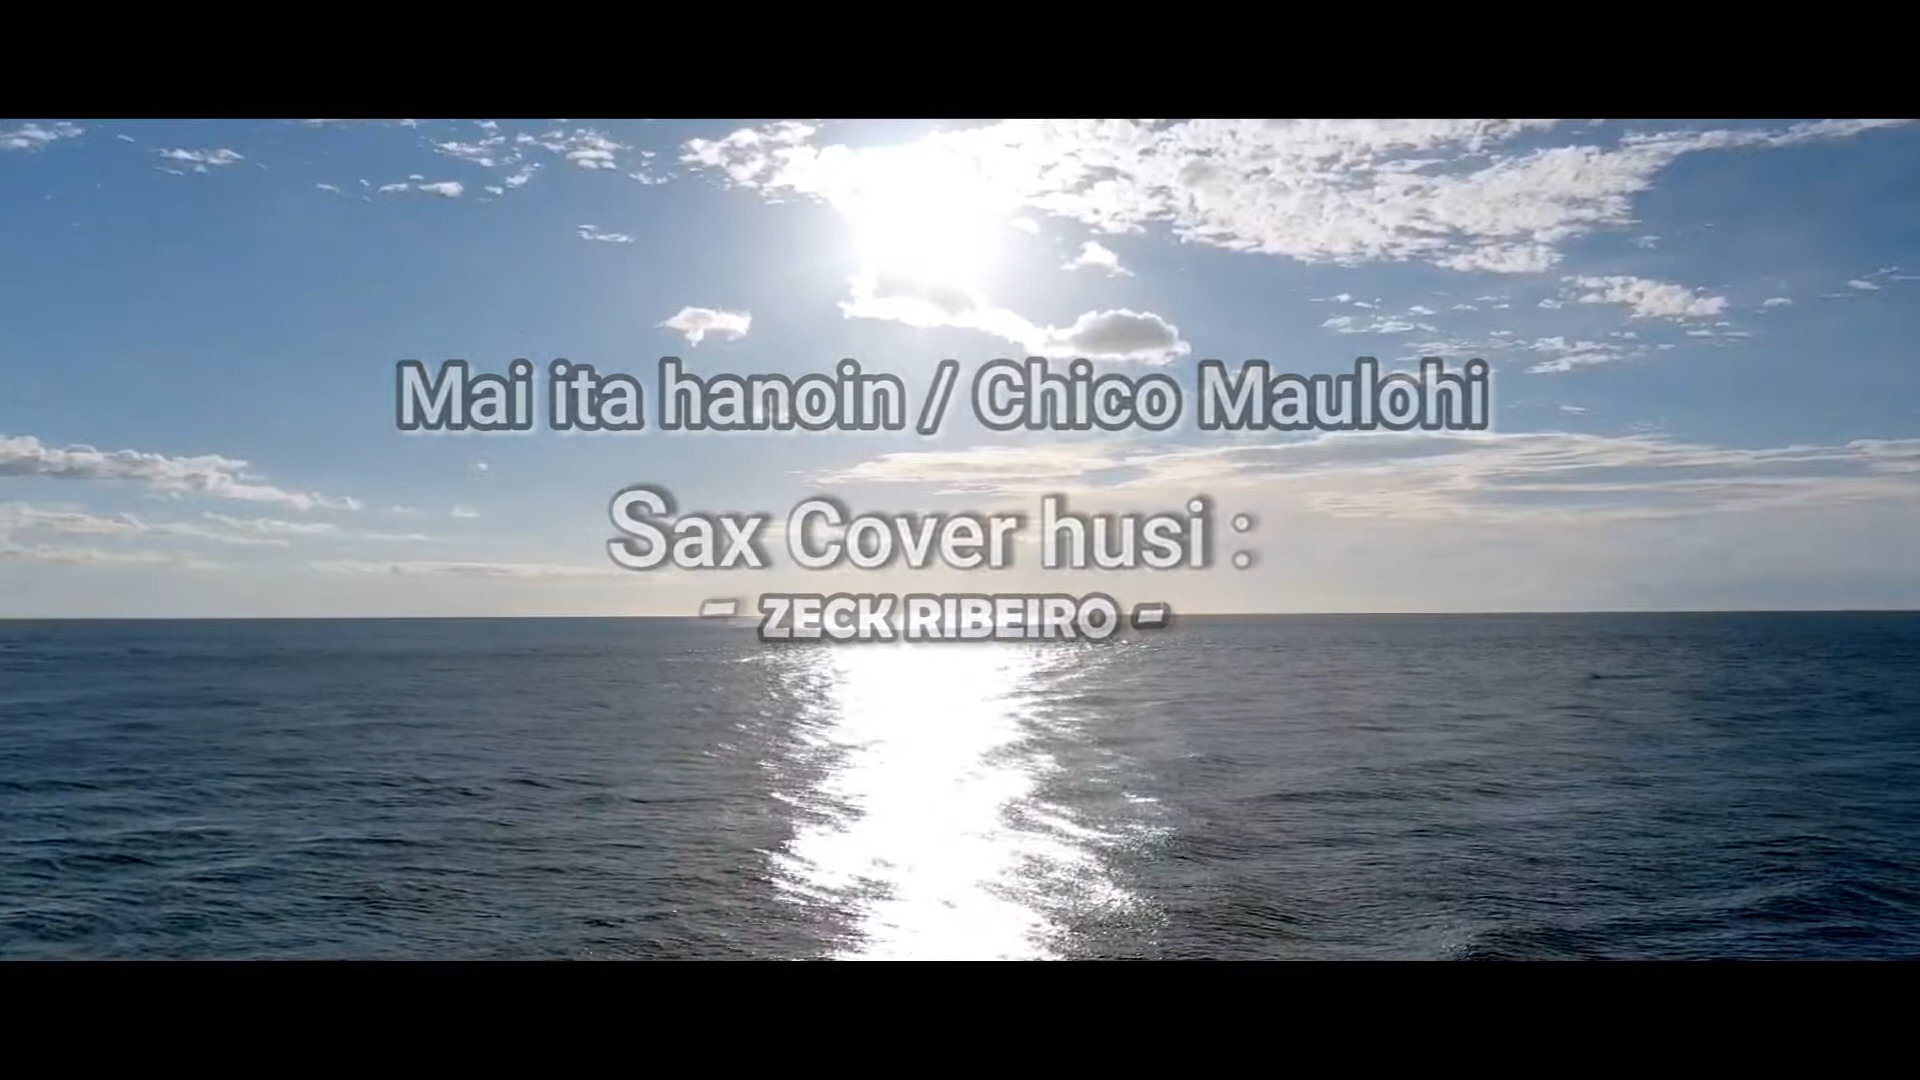 Mai ita hanoin / Chico Maulohi
Sax Cover husi :
- ZECK RIBEIRO -